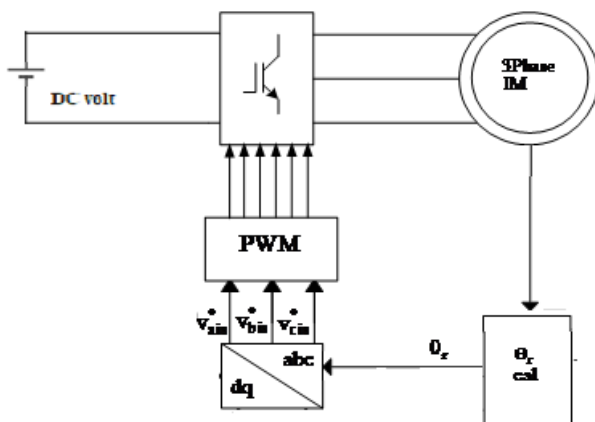 3Phase
IM
DC volt
PWM
v*ain v*bin v*cin
abc
dq
θr
θr
cal